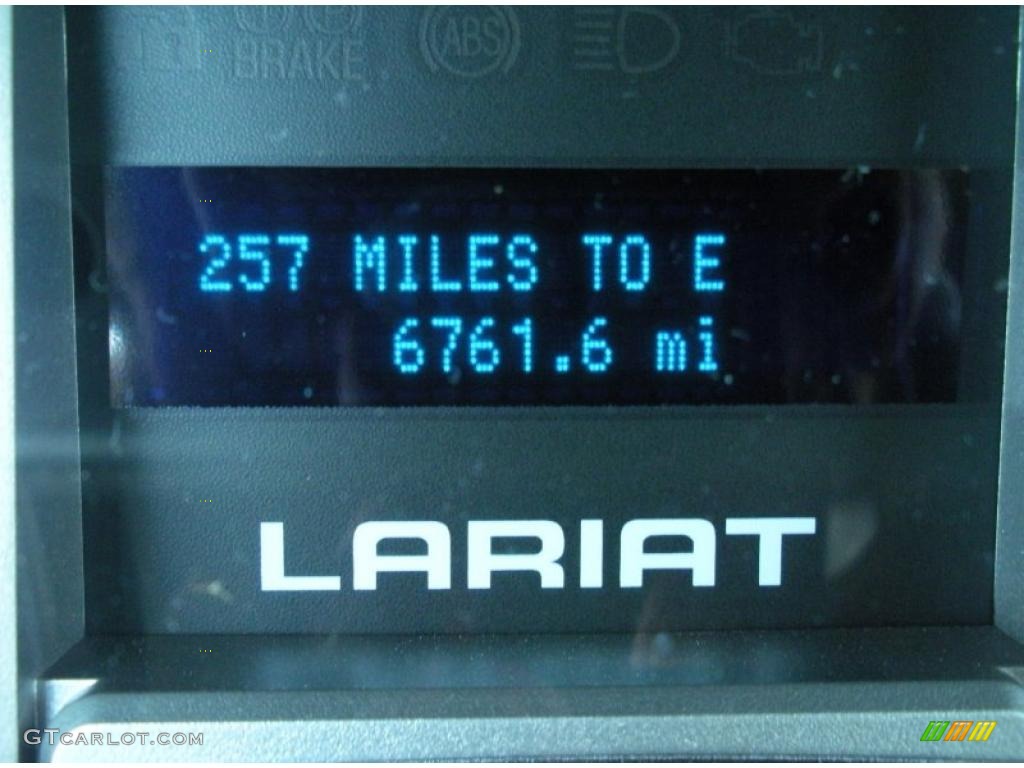 BRAKE ABS
257 MILES TO E
6761.6 mi
LARIAT
GTCARLOT.COM